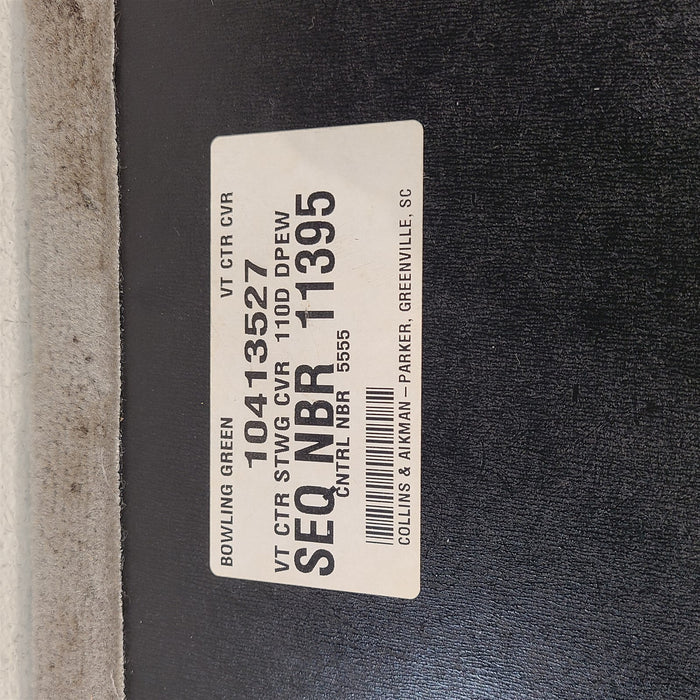 BOWLING GREEN VT CTR CVR
10413527
VT CTR STWG CVR 110D DPEW
SEQ NBR 11395
CNTRL NBR 5555
COLLINS & AIKMAN – PARKER, GREENVILLE, SC